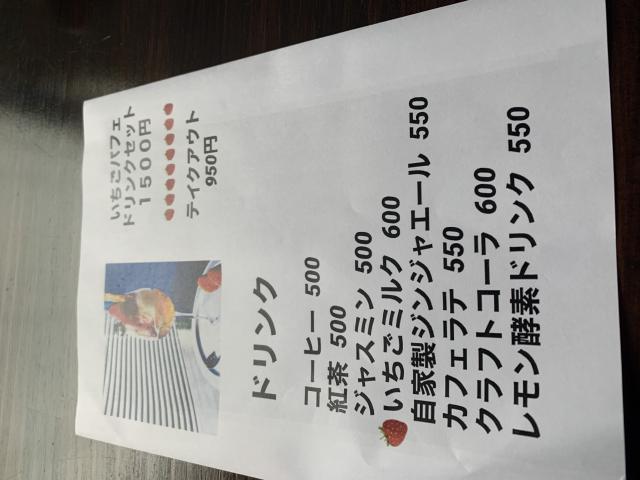 いちごパフェ
ドリンクセット
1500円
テイクアウト
950円
ドリンク
コーヒー 500
紅茶 500
ジャスミン 500
いちごミルク 600
自家製ジンジャエール 550
カフェラテ 550
クラフトコーラ 600
レモン酵素ドリンク 550